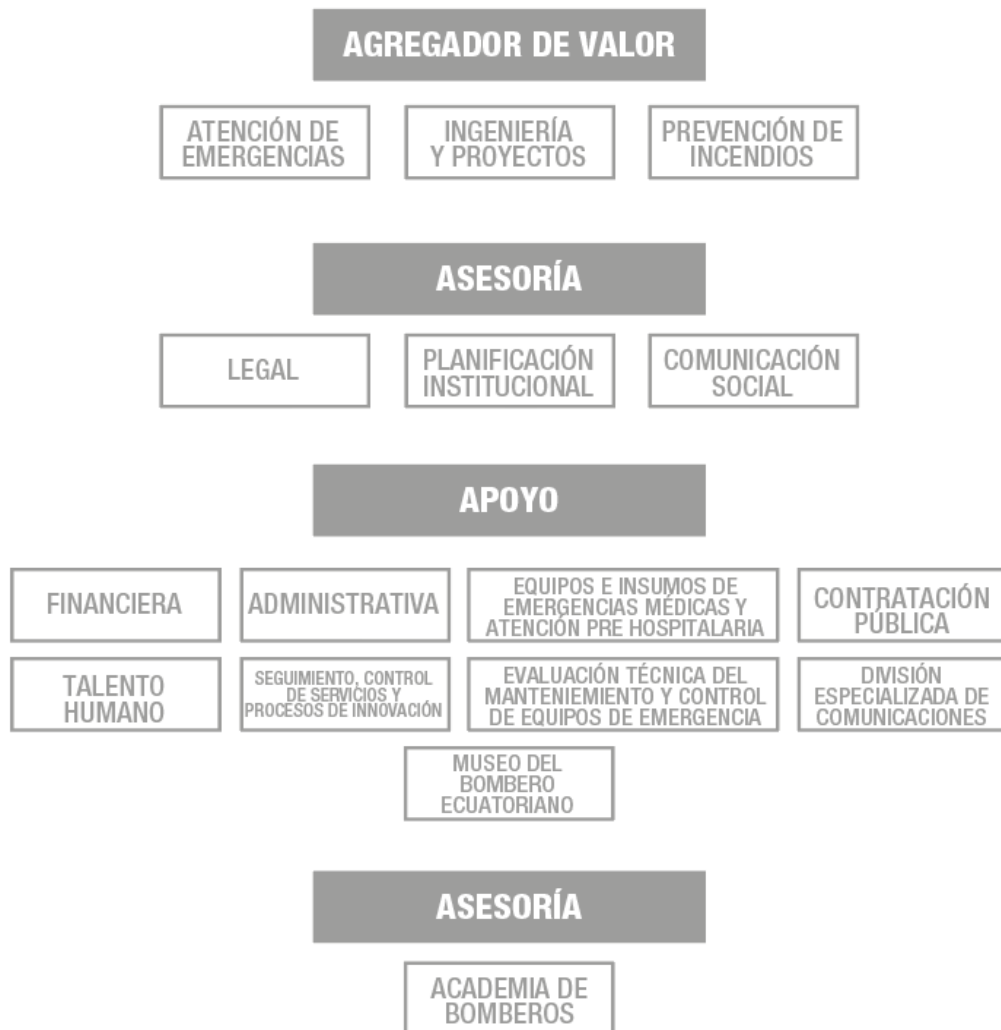 AGREGADOR DE VALOR
ATENCIÓN DE
EMERGENCIAS
INGENIERÍA
Y PROYECTOS
PREVENCIÓN DE
INCENDIOS
ASESORÍA
LEGAL
PLANIFICACIÓN
INSTITUCIONAL
COMUNICACIÓN
SOCIAL
APOYO
FINANCIERA
ADMINISTRATIVA
EQUIPOS E INSUMOS DE
EMERGENCIAS MÉDICAS Y
ATENCIÓN PRE HOSPITALARIA
CONTRATACIÓN
PÚBLICA
TALENTO
HUMANO
SEGUIMIENTO, CONTROL
DE SERVICIOS Y
PROCESOS DE INNOVACIÓN
EVALUACIÓN TÉCNICA DEL
MANTENIEMIENTO Y CONTROL
DE EQUIPOS DE EMERGENCIA
DIVISIÓN
ESPECIALIZADA DE
COMUNICACIONES
MUSEO DEL
BOMBERO
ECUATORIANO
ASESORÍA
ACADEMIA DE
BOMBEROS